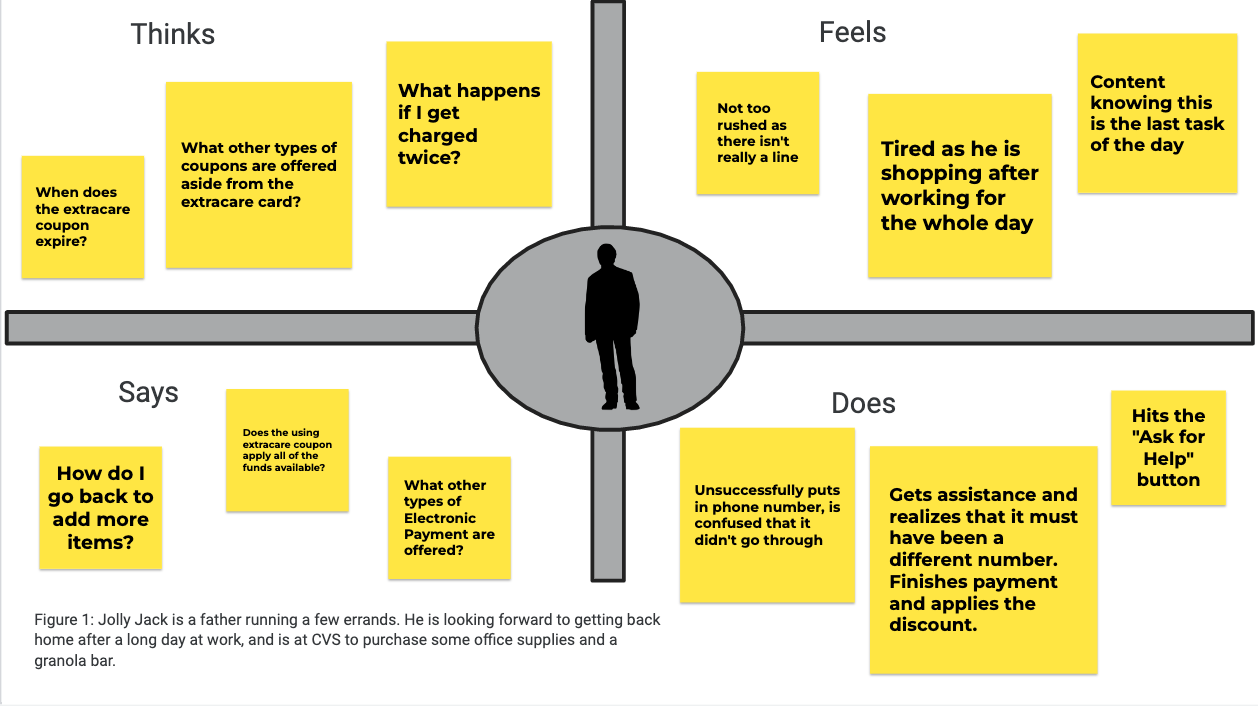 Thinks
When does
the extracare
coupon
expire?
What other types of
coupons are offered
aside from the
extracare card?
What happens
if I get
charged
twice?
Feels
Not too
rushed as
there isn't
really a line
Tired as he is
shopping after
working for
the whole day
Content
knowing this
is the last task
of the day
Says
How do I
go back to
add more
items?
Does the using
extracare coupon
apply all of the
funds available?
What other
types of
Electronic
Payment are
offered?
Does
Unsuccessfully puts
in phone number, is
confused that it
didn't go through
Gets assistance and
realizes that it must
have been a
different number.
Finishes payment
and applies the
discount.
Hits the
"Ask for
Help"
button
Figure 1: Jolly Jack is a father running a few errands. He is looking forward to getting back
home after a long day at work, and is at CVS to purchase some office supplies and a
granola bar.